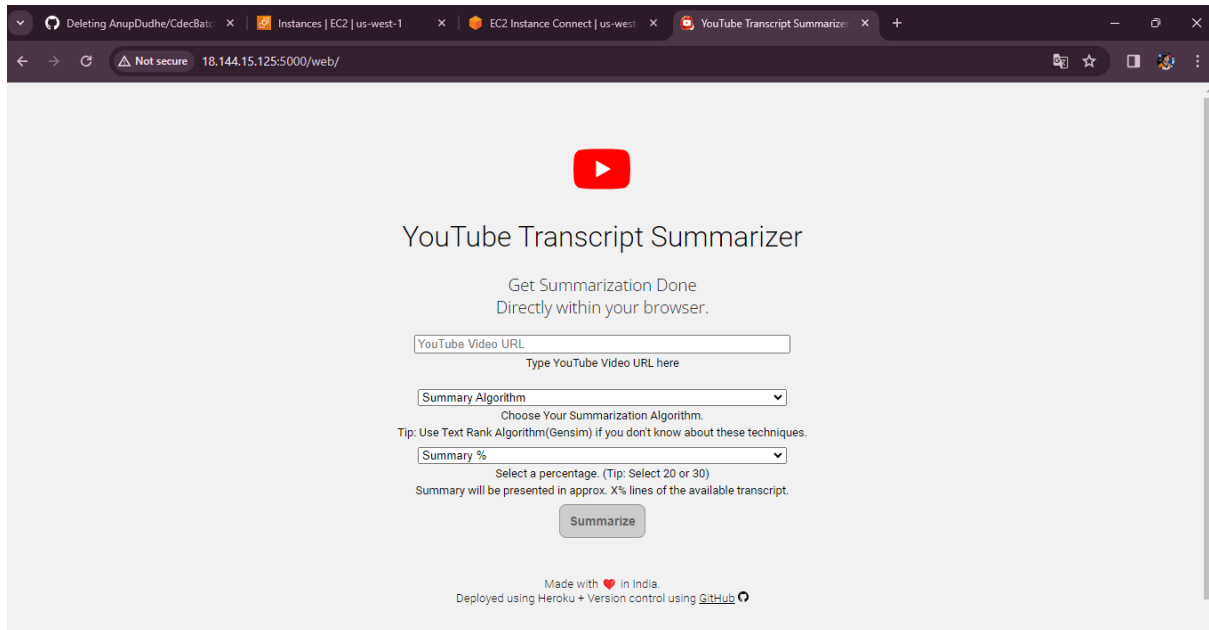 Deleting AnupDudhe/CdecBatc
Instances | EC2 | us-west-1
EC2 Instance Connect | us-west
YouTube Transcript Summarizer
Not secure
18.144.15.125:5000/web/
YouTube Transcript Summarizer
Get Summarization Done
Directly within your browser.
YouTube Video URL
Type YouTube Video URL here
Summary Algorithm
Choose Your Summarization Algorithm.
Tip: Use Text Rank Algorithm(Gensim) if you don't know about these techniques.
Summary %
Select a percentage. (Tip: Select 20 or 30)
Summary will be presented in approx. X% lines of the available transcript.
Summarize
Made with ❤ in India.
Deployed using Heroku + Version control using GitHub